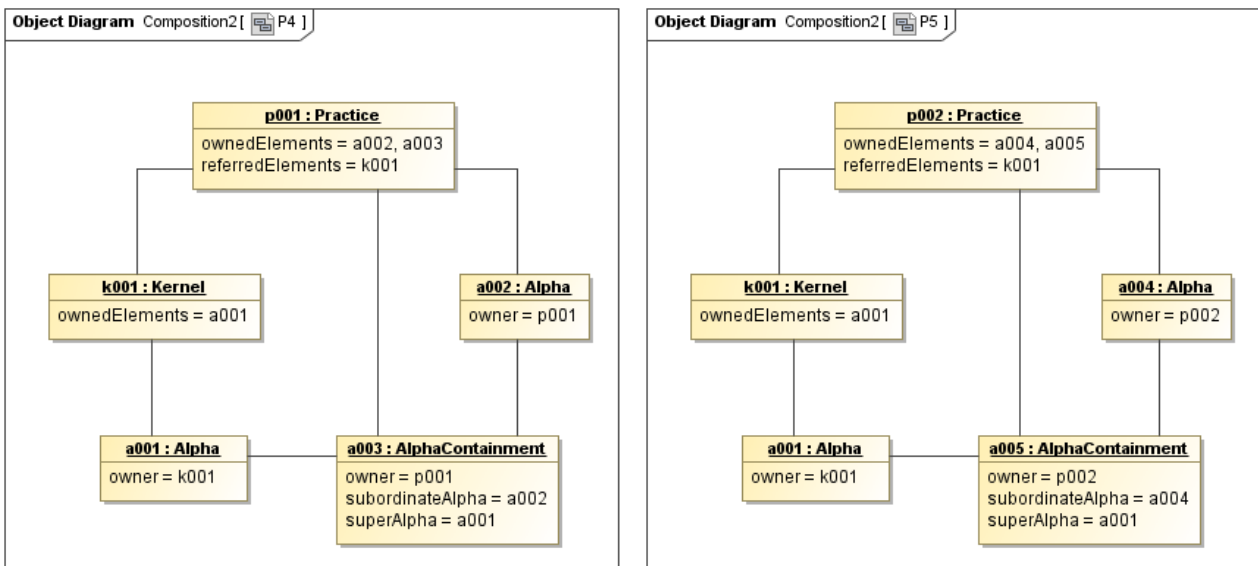 Object Diagram Composition2 [ P4 ]
p001 : Practice
ownedElements = a002, a003
referredElements = k001
k001 : Kernel
ownedElements = a001
a002 : Alpha
owner = p001
a001 : Alpha
owner = k001
a003 : AlphaContainment
owner = p001
subordinateAlpha = a002
superAlpha = a001
Object Diagram Composition2 [ P5 ]
p002 : Practice
ownedElements = a004, a005
referredElements = k001
k001 : Kernel
ownedElements = a001
a004 : Alpha
owner = p002
a001 : Alpha
owner = k001
a005 : AlphaContainment
owner = p002
subordinateAlpha = a004
superAlpha = a001